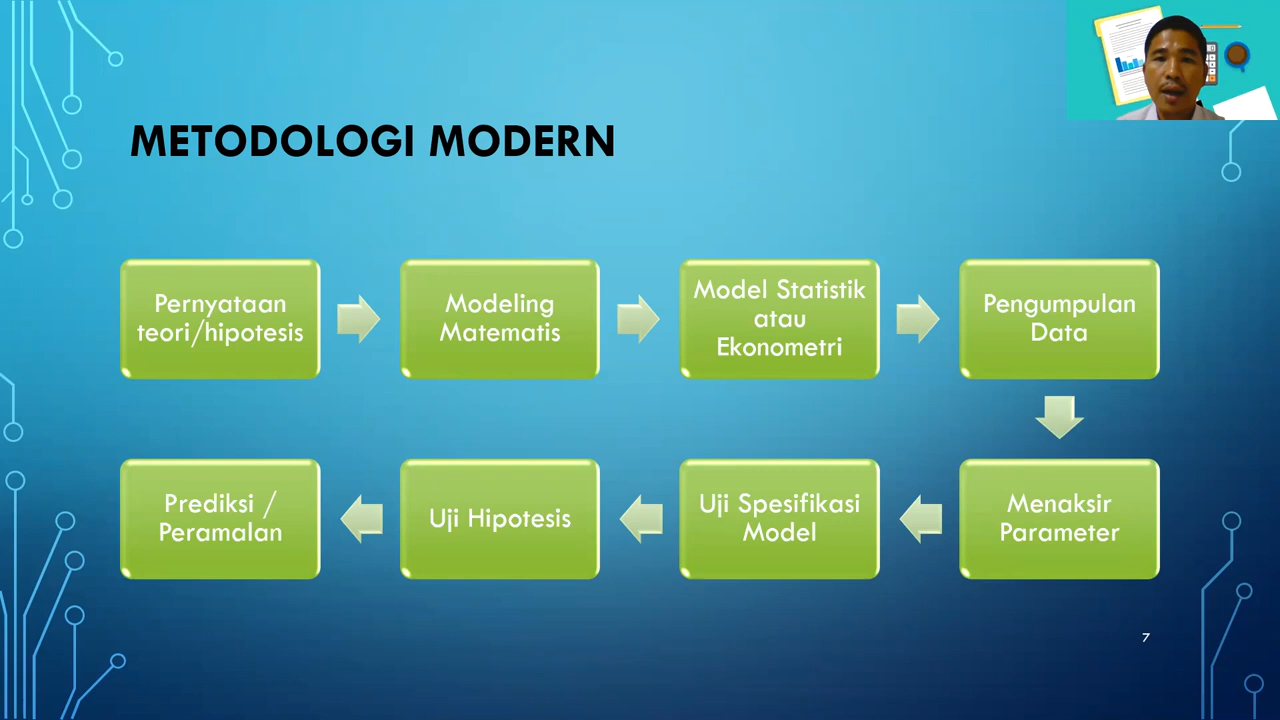 METODOLOGI MODERN
Pernyataan
teori/hipotesis
Modeling
Matematis
Model Statistik
atau
Ekonometri
Pengumpulan
Data
Menaksir
Parameter
Uji Spesifikasi
Model
Uji Hipotesis
Prediksi /
Peramalan
7